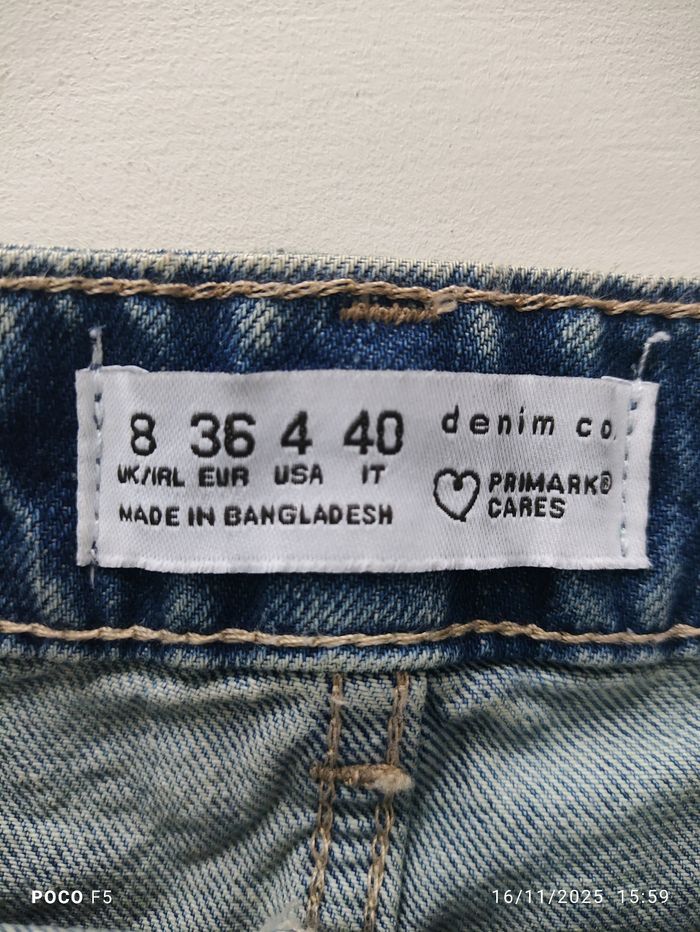 8 36 4 40
UK/IRL EUR USA IT
MADE IN BANGLADESH
denim co.
PRIMARK®
CARES
POCO F5
16/11/2025 15:59